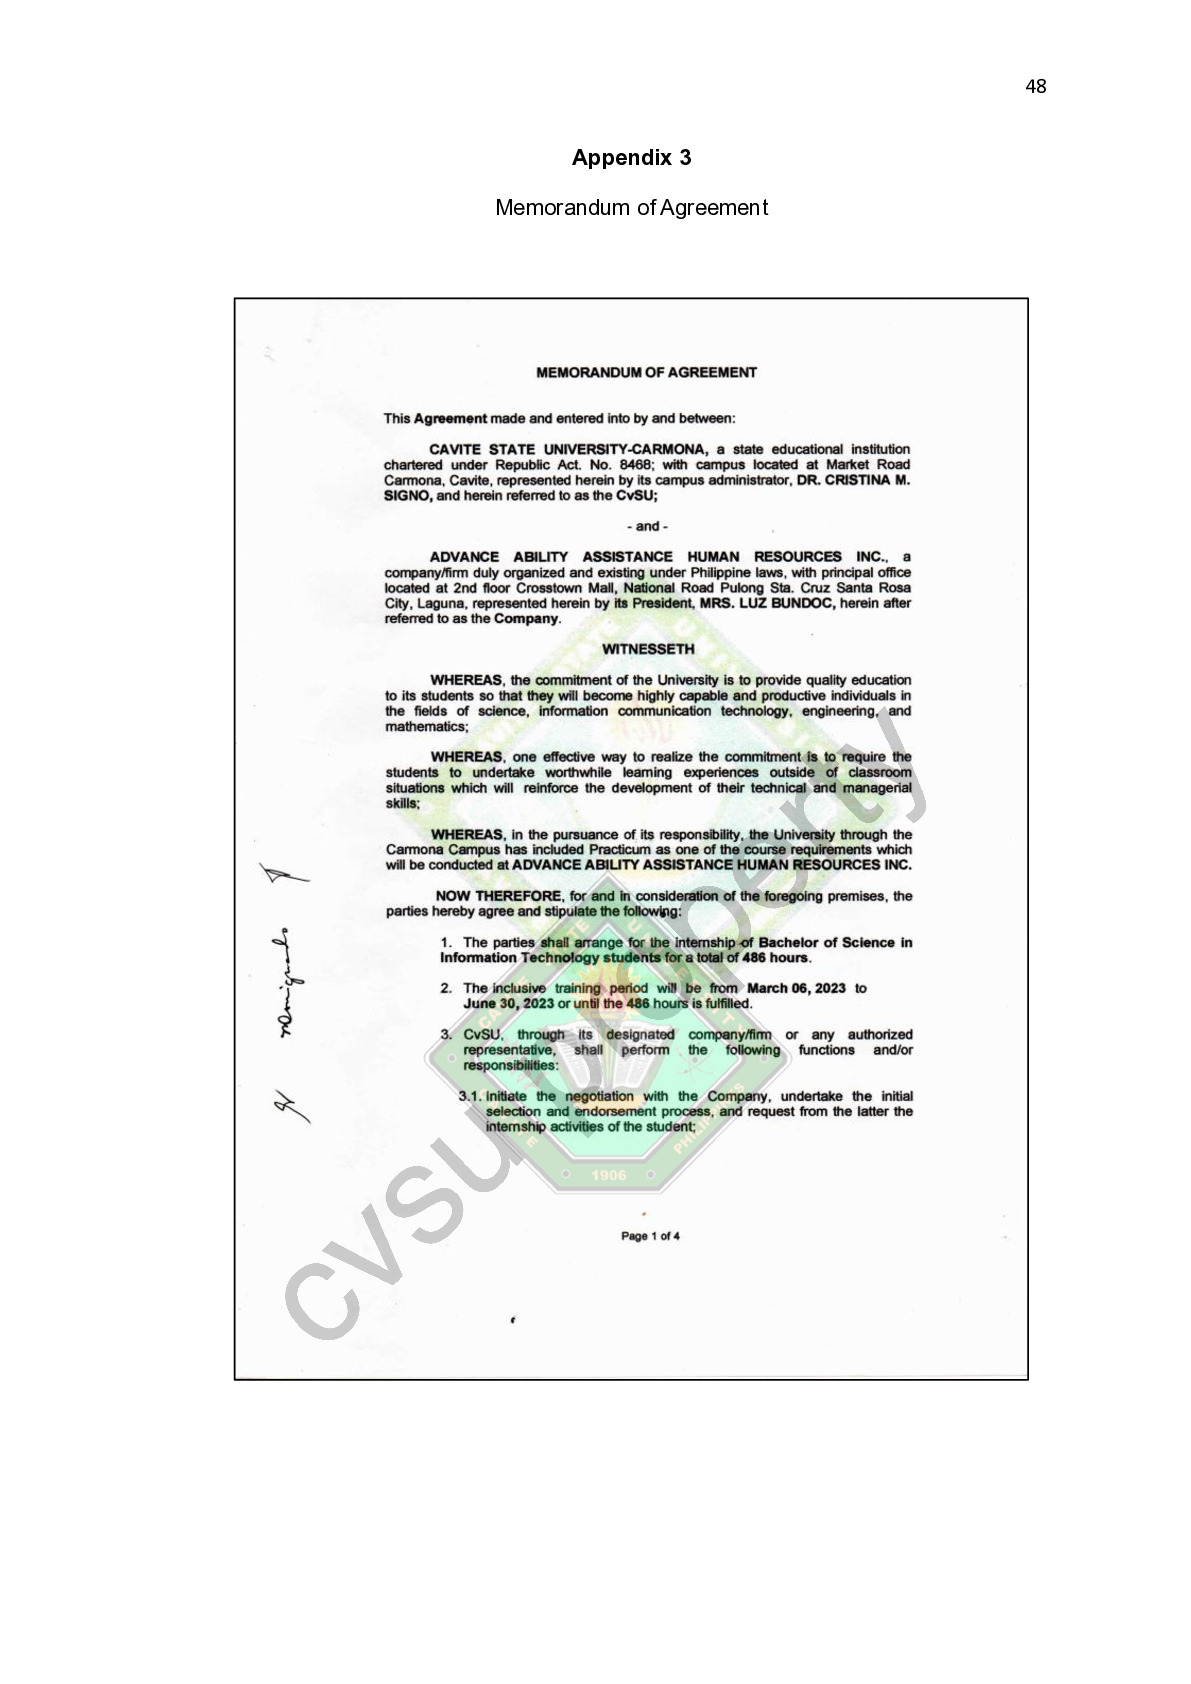 48
Appendix 3
Memorandum of Agreement
MEMORANDUM OF AGREEMENT
This Agreement made and entered into by and between:
CAVITE STATE UNIVERSITY-CARMONA, a state educational institution
chartered under Republic Act. No. 8468; with campus located at Market Road
Carmona, Cavite, represented herein by its campus administrator, DR. CRISTINA M.
SIGNO, and herein referred to as the CvSU;
- and -
ADVANCE ABILITY ASSISTANCE HUMAN RESOURCES INC., a
company/firm duly organized and existing under Philippine laws, with principal office
located at 2nd floor Crosstown Mall, National Road Pulong Sta. Cruz Santa Rosa
City, Laguna, represented herein by its President, MRS. LUZ BUNDOC, herein after
referred to as the Company.
WITNESSETH
WHEREAS, the commitment of the University is to provide quality education
to its students so that they will become highly capable and productive individuals in
the fields of science, information communication technology, engineering, and
mathematics;
WHEREAS, one effective way to realize the commitment is to require the
students to undertake worthwhile learning experiences outside of classroom
situations which will reinforce the development of their technical and managerial
skills;
WHEREAS, in the pursuance of its responsibility, the University through the
Carmona Campus has included Practicum as one of the course requirements which
will be conducted at ADVANCE ABILITY ASSISTANCE HUMAN RESOURCES INC.
NOW THEREFORE, for and in consideration of the foregoing premises, the
parties hereby agree and stipulate the following:
1. The parties shall arrange for the internship of Bachelor of Science in
Information Technology students for a total of 486 hours.
2. The inclusive training period will be from March 06, 2023 to
June 30, 2023 or until the 486 hours is fulfilled.
3. CvSU, through its designated company/firm or any authorized
representative, shall perform the following functions and/or
responsibilities:
3.1. Initiate the negotiation with the Company, undertake the initial
selection and endorsement process, and request from the latter the
internship activities of the student;
1906
Page 1 of 4
cvsu property